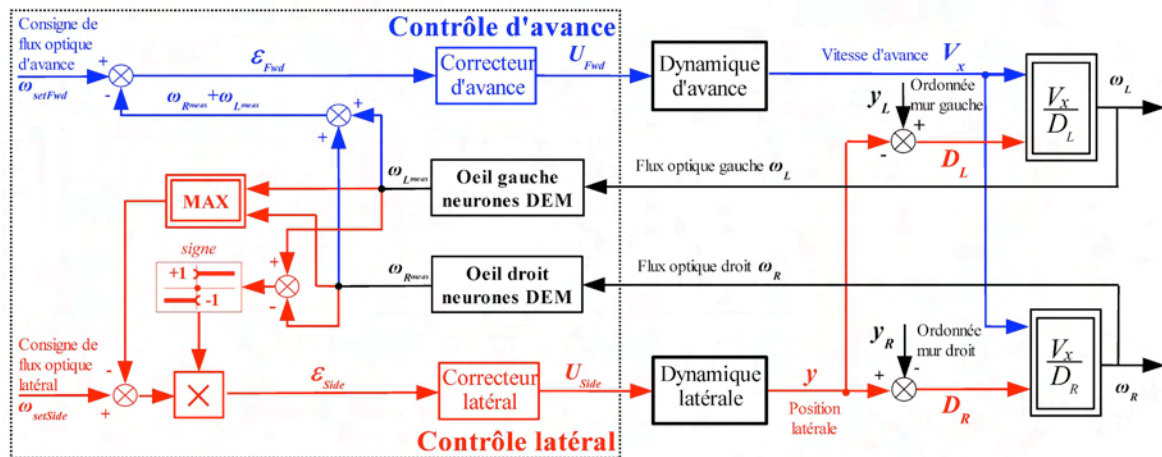 Contrôle d'avance
Consigne de
flux optique
d'avance
ω_setFwd
+
-
ε_Fwd
Correcteur
d'avance
U_Fwd
Dynamique
d'avance
Vitesse d'avance V_x
y_L
Ordonnée
mur gauche
+
-
D_L
V_x
D_L
ω_L
ω_Rmeas+ω_Lmeas
+
+
ω_Lmeas
Oeil gauche
neurones DEM
Flux optique gauche ω_L
MAX
signe
+1
-1
+
-
ω_Rmeas
Oeil droit
neurones DEM
Flux optique droit ω_R
Consigne de
flux optique
latéral
ω_setSide
-
+
×
ε_Side
Correcteur
latéral
U_Side
Dynamique
latérale
y
Position
latérale
y_R
Ordonnée
mur droit
+
-
D_R
V_x
D_R
ω_R
Contrôle latéral